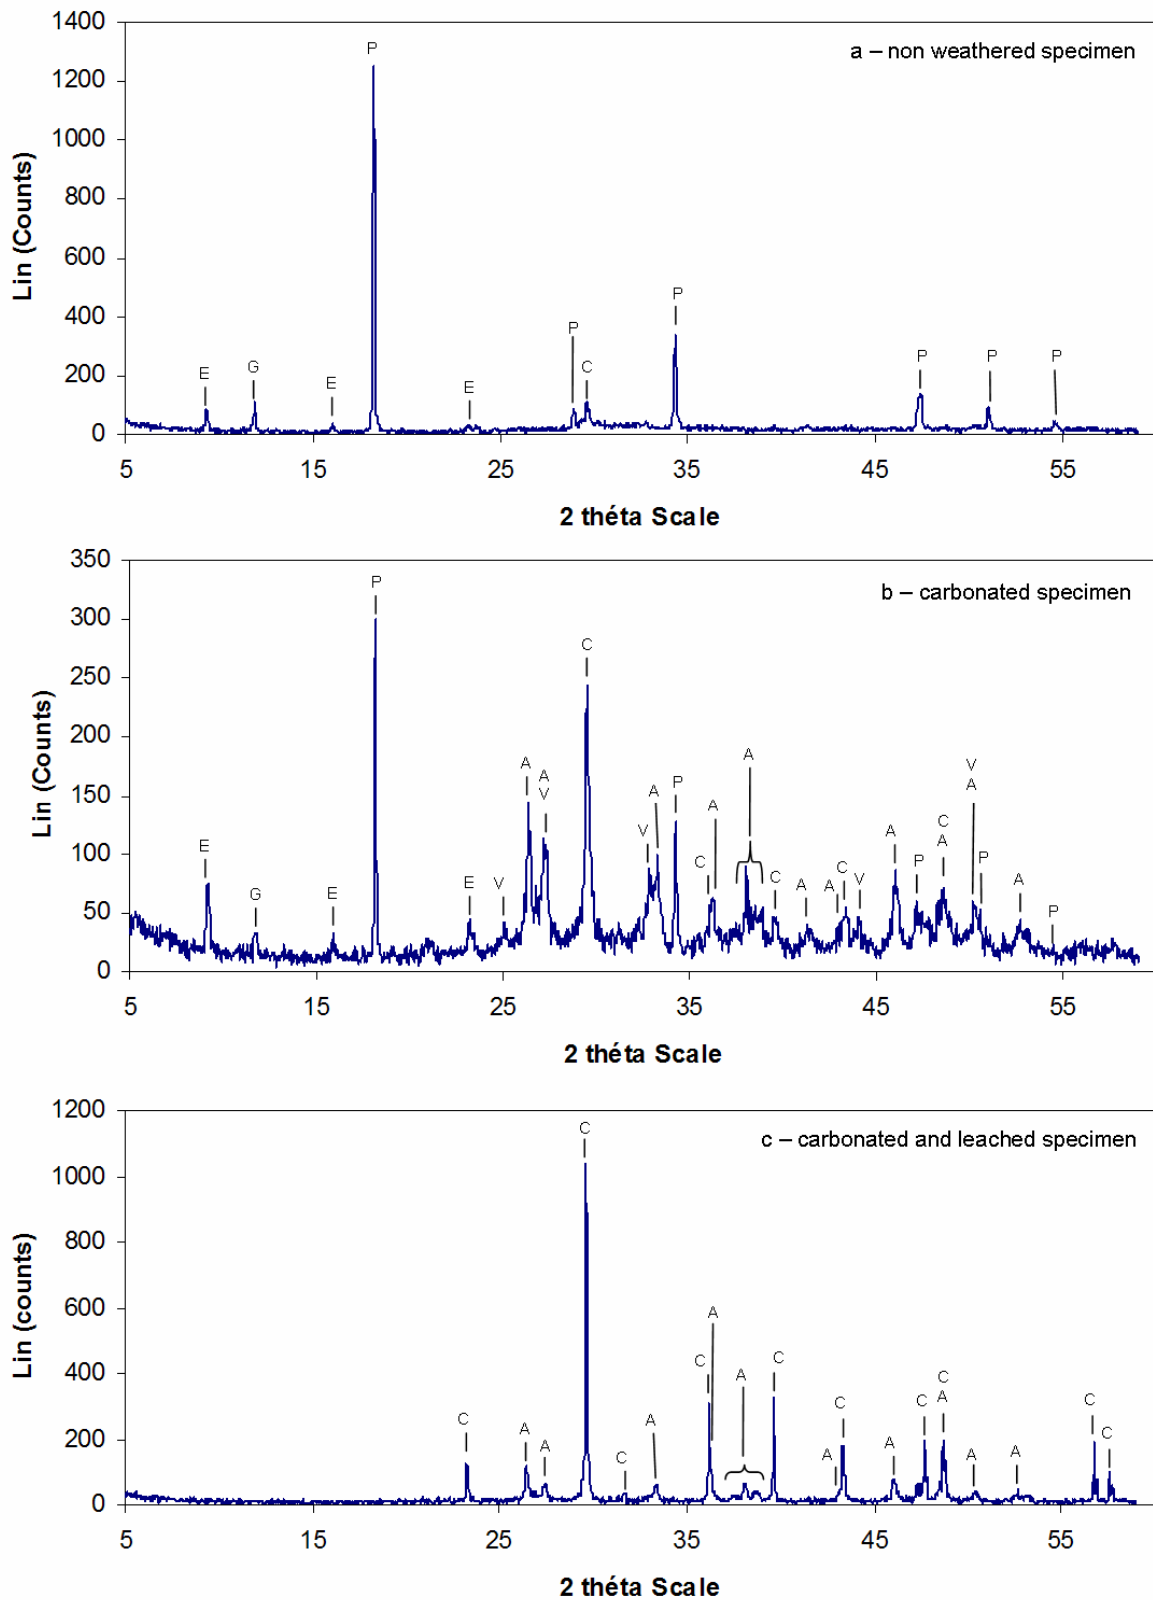 1400
1200
1000
800
600
400
200
0
Lin (Counts)
a – non weathered specimen
P
E
G
E
E
P
C
P
P
P
P
5 15 25 35 45 55
2 théta Scale
350
300
250
200
150
100
50
0
Lin (Counts)
b – carbonated specimen
P
E
G
E
E
V
A
A
V
C
V
A
P
C
A
A
C
A
A
C
V
A
P
C
A
V
A
P
A
P
5 15 25 35 45 55
2 théta Scale
1200
1000
800
600
400
200
0
Lin (counts)
c – carbonated and leached specimen
C
A
A
C
C
A
C
A
A
C
A
C
A
C
C
A
A
A
C
C
5 15 25 35 45 55
2 théta Scale